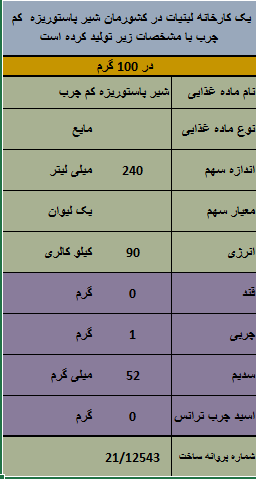 یک کارخانه لبنیات در کشورمان شیر پاستوریزه کم
چرب با مشخصات زیر تولید کرده است
در 100 گرم
نام ماده غذایی شیر پاستوریزه کم چرب
نوع ماده غذایی مایع
اندازه سهم 240 میلی لیتر
معیار سهم یک لیوان
انرژی 90 کیلو کالری
قند 0 گرم
چربی 1 گرم
سدیم 52 میلی گرم
اسید چرب ترانس 0 گرم
شماره پروانه ساخت 21/12543